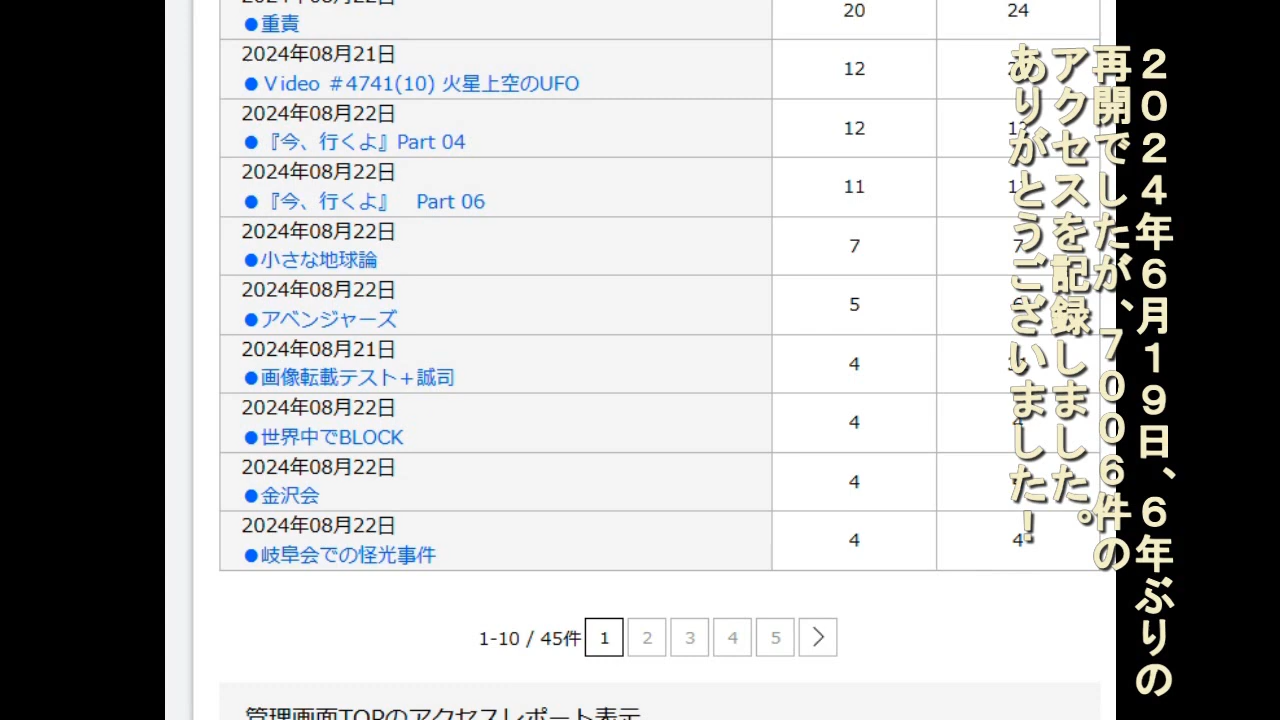 ●重責
20
24
2024年08月21日
●Video #4741(10) 火星上空のUFO
12
2024年08月22日
●『今、行くよ』Part 04
12
2024年08月22日
●『今、行くよ』　Part 06
11
2024年08月22日
●小さな地球論
7
7
2024年08月22日
●アベンジャーズ
5
2024年08月21日
●画像転載テスト＋誠司
4
2024年08月22日
●世界中でBLOCK
4
4
2024年08月22日
●金沢会
4
2024年08月22日
●岐阜会での怪光事件
4
4
1-10 / 45件 1 2 3 4 5
管理画面TOPのアクセスレポート表示
２０２４年６月１９日、６年ぶりの
再開でしたが、７００６件の
アクセスを記録しました。
ありがとうございました！